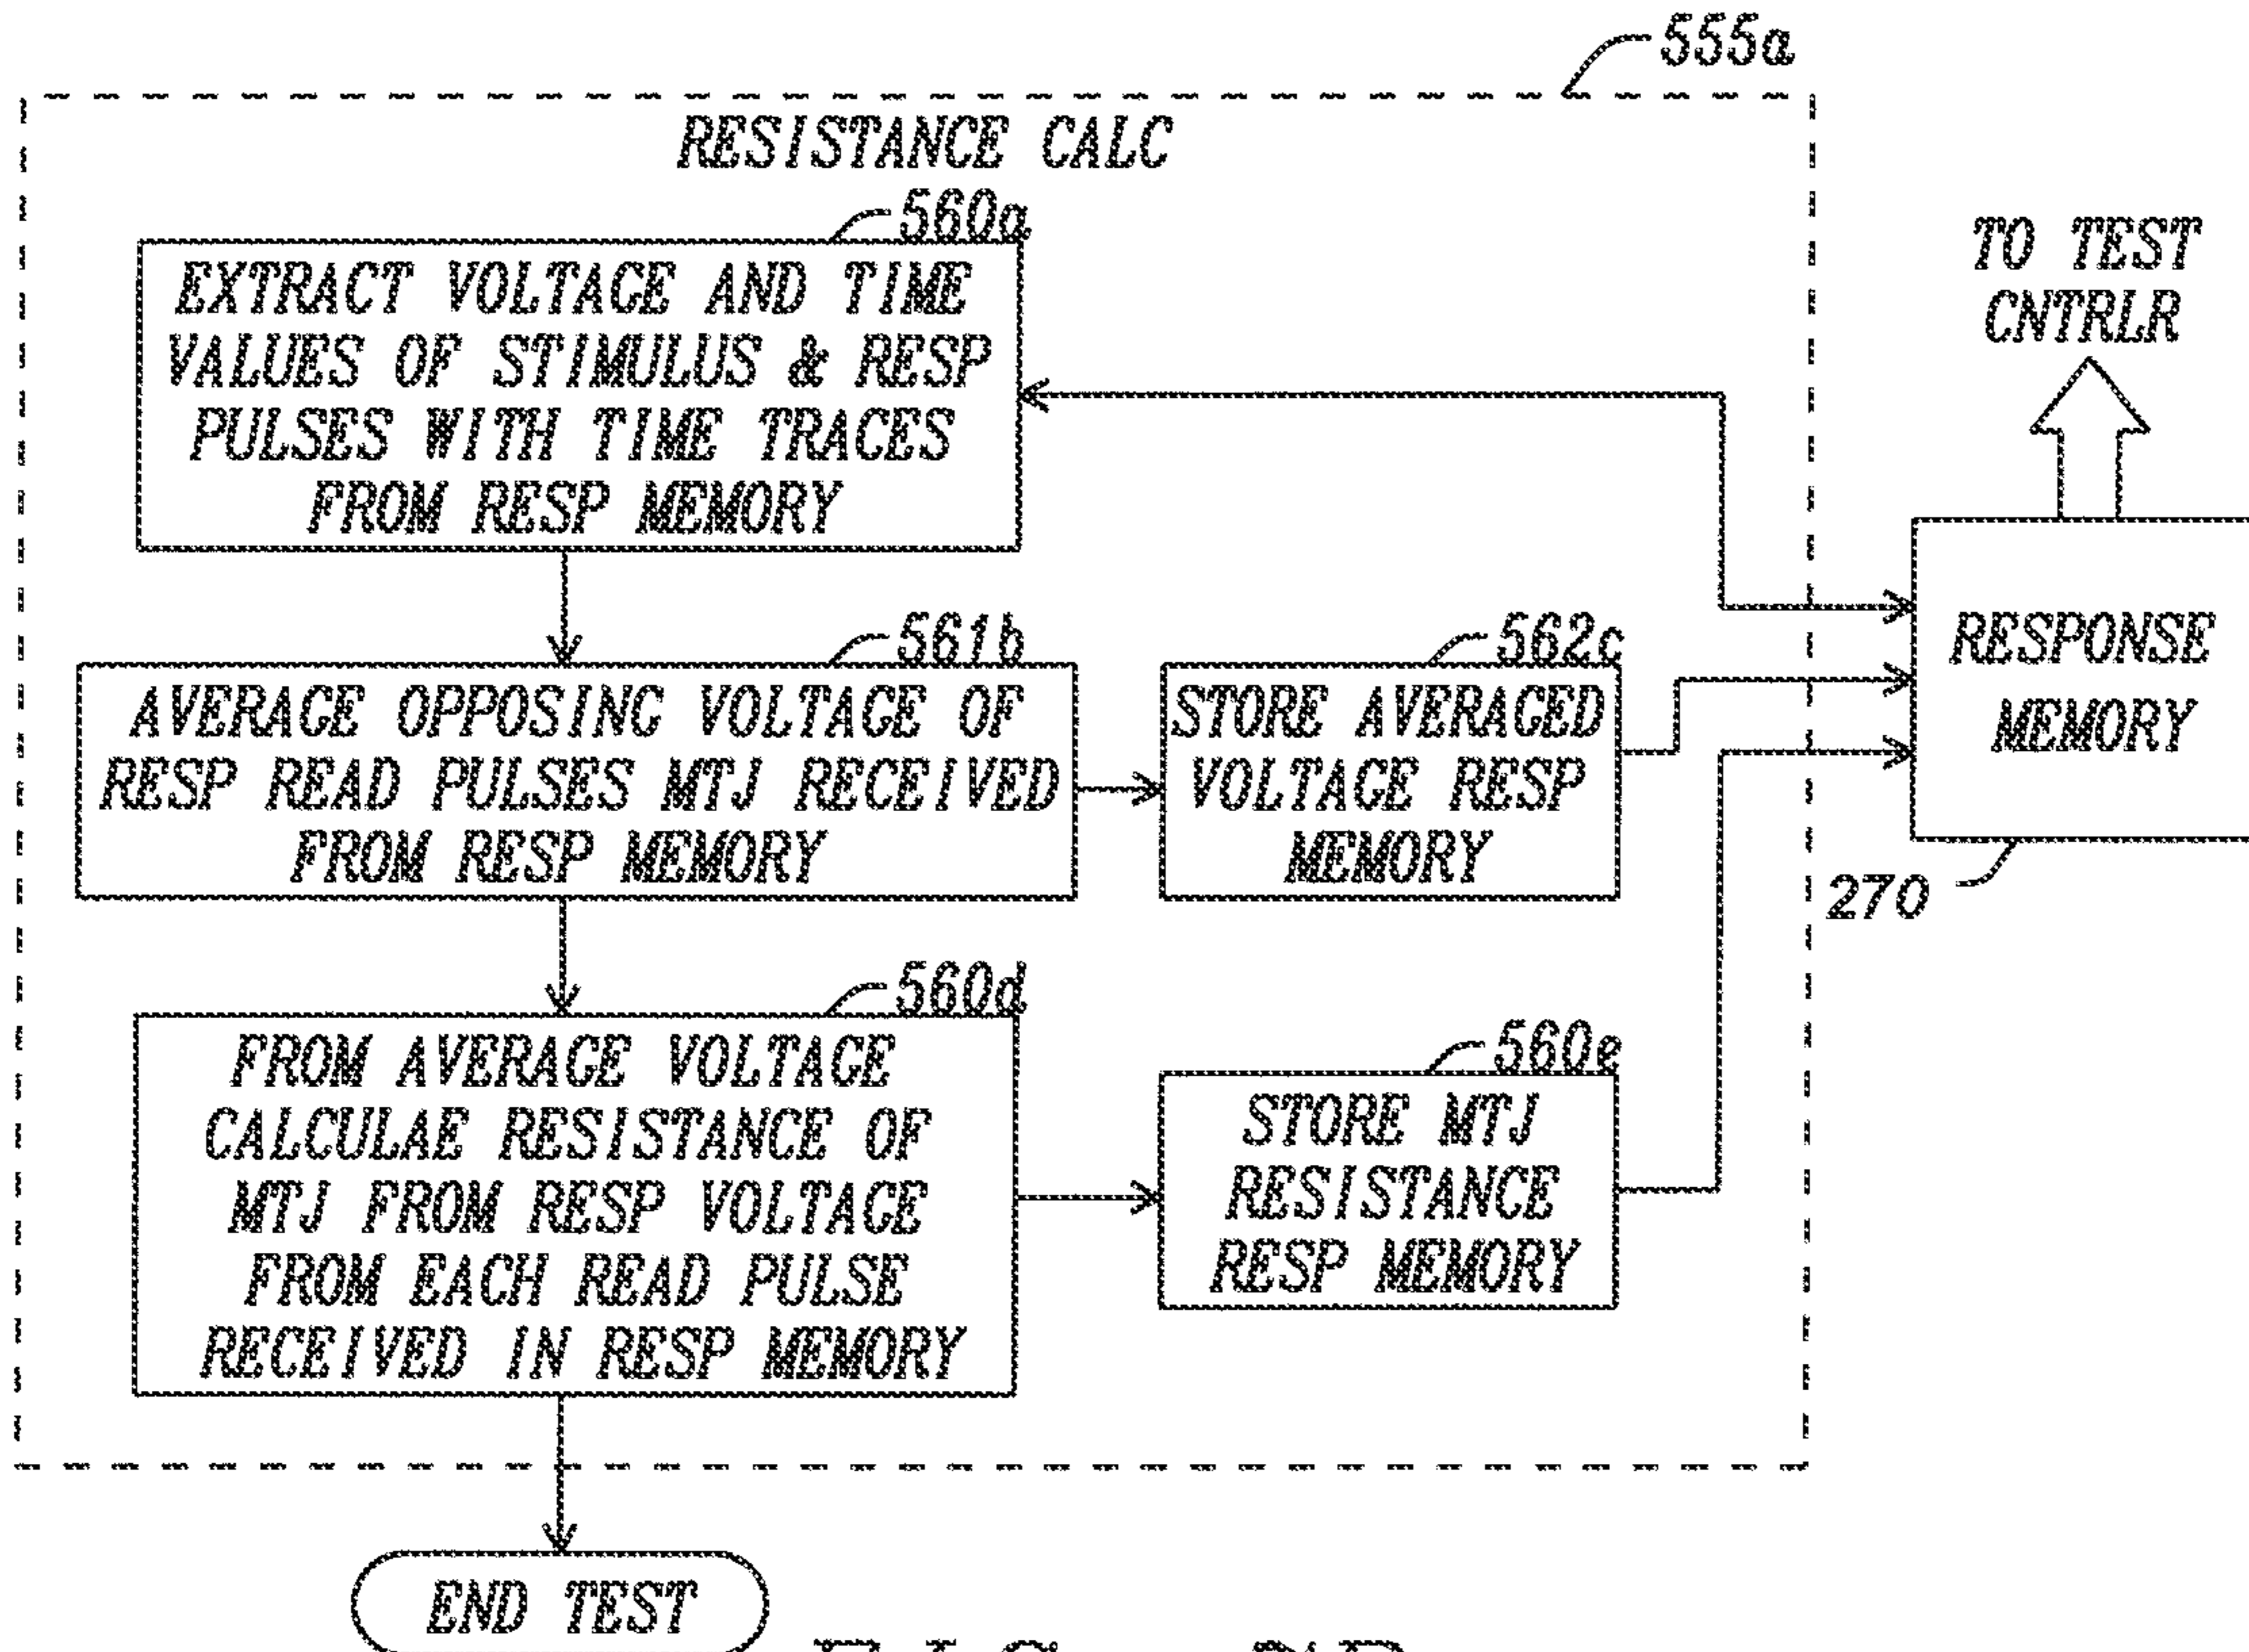 555a
RESISTANCE CALC
560a
EXTRACT VOLTAGE AND TIME
VALUES OF STIMULUS & RESP
PULSES WITH TIME TRACES
FROM RESP MEMORY
TO TEST
CNTRLR
561b
AVERAGE OPPOSING VOLTAGE OF
RESP READ PULSES MTJ RECEIVED
FROM RESP MEMORY
562c
STORE AVERAGED
VOLTAGE RESP
MEMORY
RESPONSE
MEMORY
270
560d
FROM AVERAGE VOLTAGE
CALCULAE RESISTANCE OF
MTJ FROM RESP VOLTAGE
FROM EACH READ PULSE
RECEIVED IN RESP MEMORY
560e
STORE MTJ
RESISTANCE
RESP MEMORY
END TEST